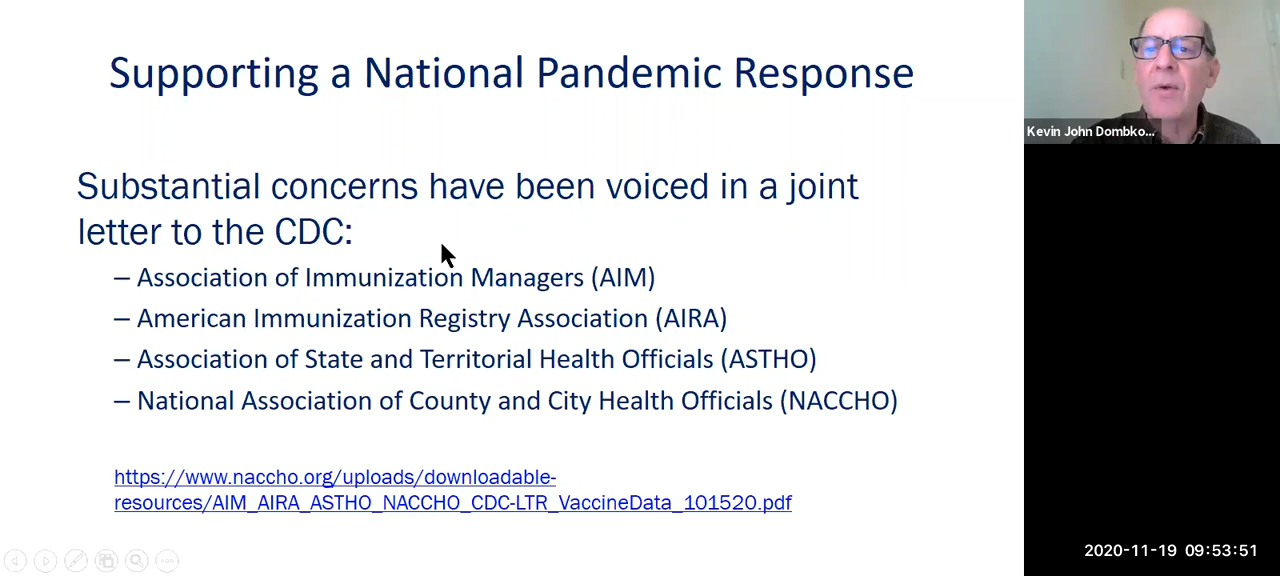 Supporting a National Pandemic Response
Substantial concerns have been voiced in a joint
letter to the CDC:
– Association of Immunization Managers (AIM)
– American Immunization Registry Association (AIRA)
– Association of State and Territorial Health Officials (ASTHO)
– National Association of County and City Health Officials (NACCHO)
https://www.naccho.org/uploads/downloadable-
resources/AIM_AIRA_ASTHO_NACCHO_CDC-LTR_VaccineData_101520.pdf
Kevin John Dombko...
2020-11-19 09:53:51